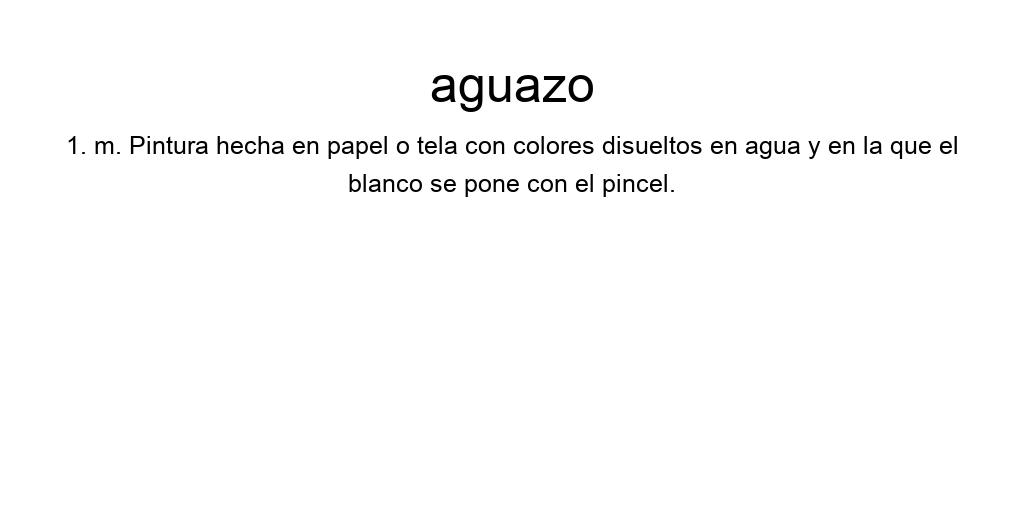 aguazo
1. m. Pintura hecha en papel o tela con colores disueltos en agua y en la que el
blanco se pone con el pincel.